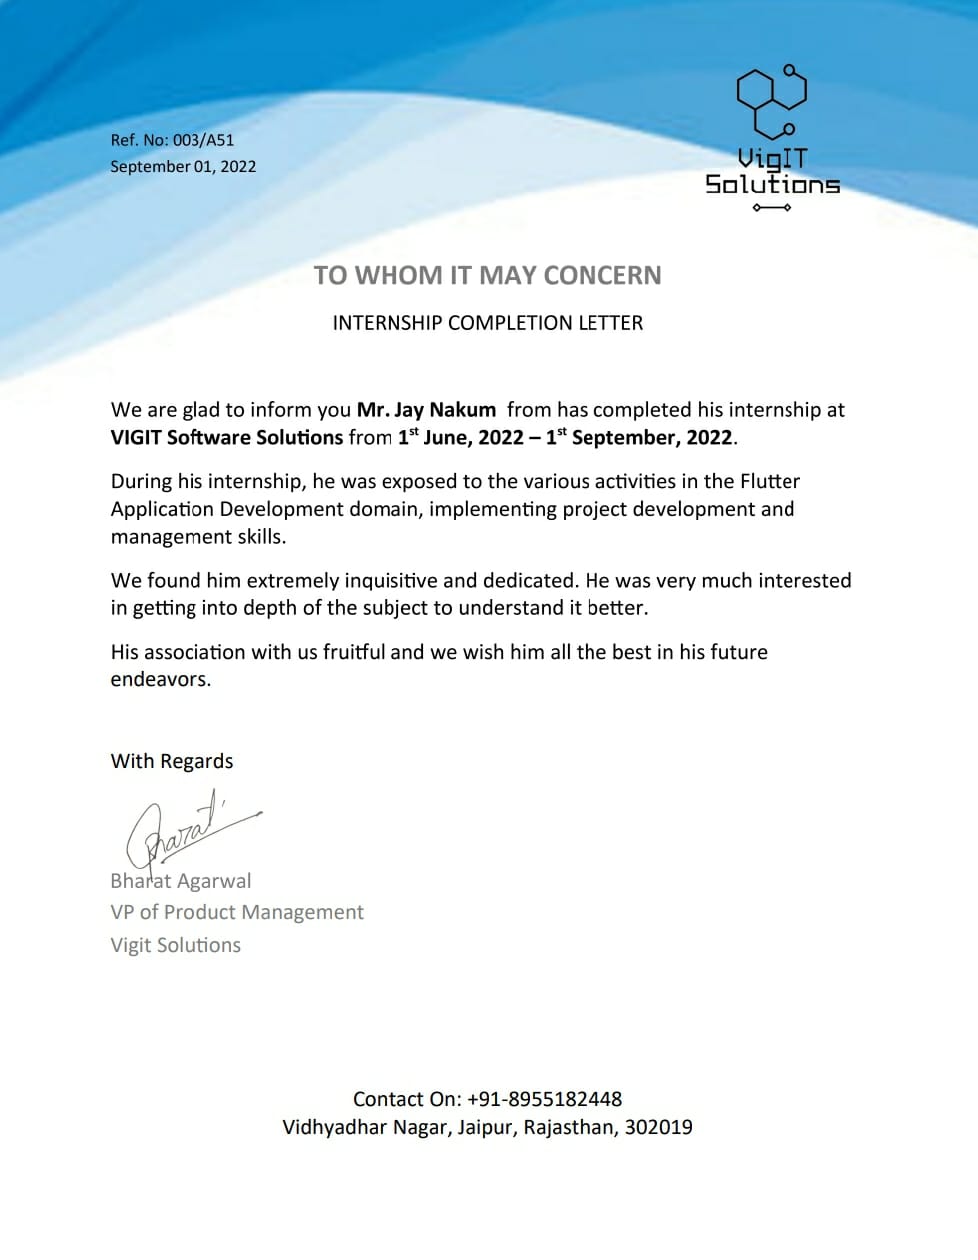 Ref. No: 003/A51
September 01, 2022
VigIT
Solutions
TO WHOM IT MAY CONCERN
INTERNSHIP COMPLETION LETTER
We are glad to inform you Mr. Jay Nakum from has completed his internship at
VIGIT Software Solutions from 1st June, 2022 – 1st September, 2022.
During his internship, he was exposed to the various activities in the Flutter
Application Development domain, implementing project development and
management skills.
We found him extremely inquisitive and dedicated. He was very much interested
in getting into depth of the subject to understand it better.
His association with us fruitful and we wish him all the best in his future
endeavors.
With Regards
Bharat
Bharat Agarwal
VP of Product Management
Vigit Solutions
Contact On: +91-8955182448
Vidhyadhar Nagar, Jaipur, Rajasthan, 302019